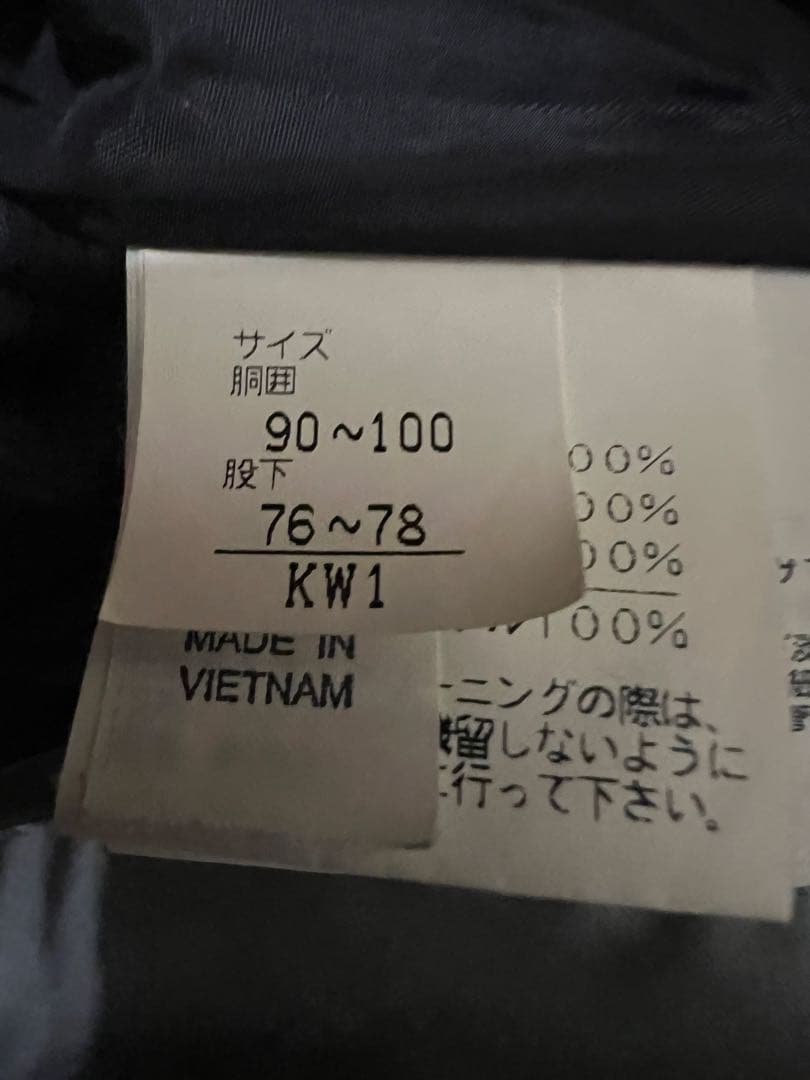 サイズ
胴囲
90～100
股下
76～78
KW1
MADE IN
VIETNAM
00%
00%
00%
100%
ーニングの際は、
留しないように
行って下さい。